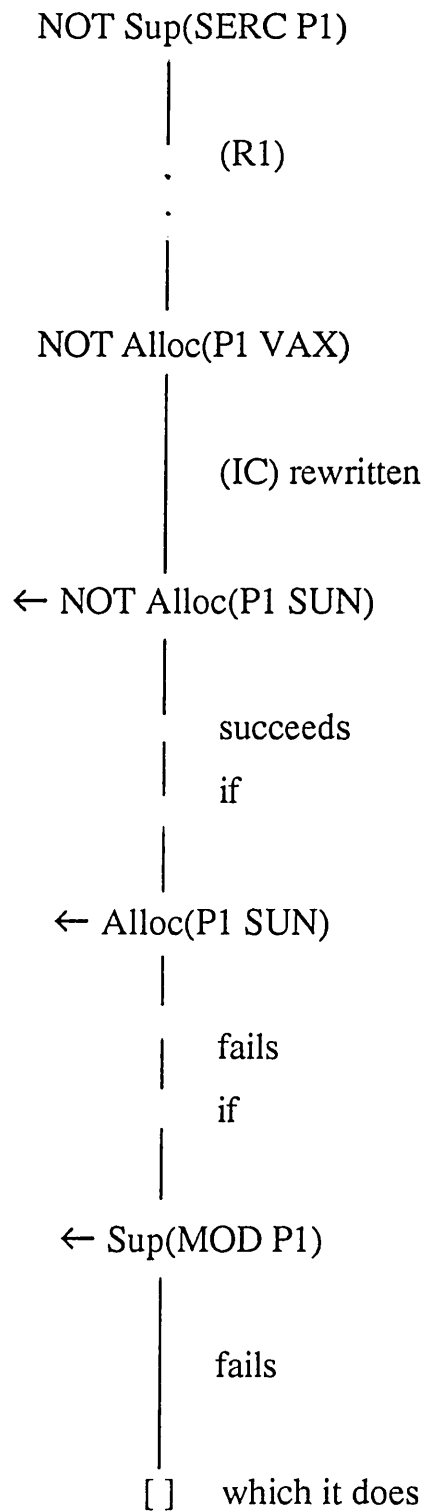 NOT Sup(SERC P1)
(R1)
NOT Alloc(P1 VAX)
(IC) rewritten
← NOT Alloc(P1 SUN)
succeeds
if
← Alloc(P1 SUN)
fails
if
← Sup(MOD P1)
fails
[ ] which it does